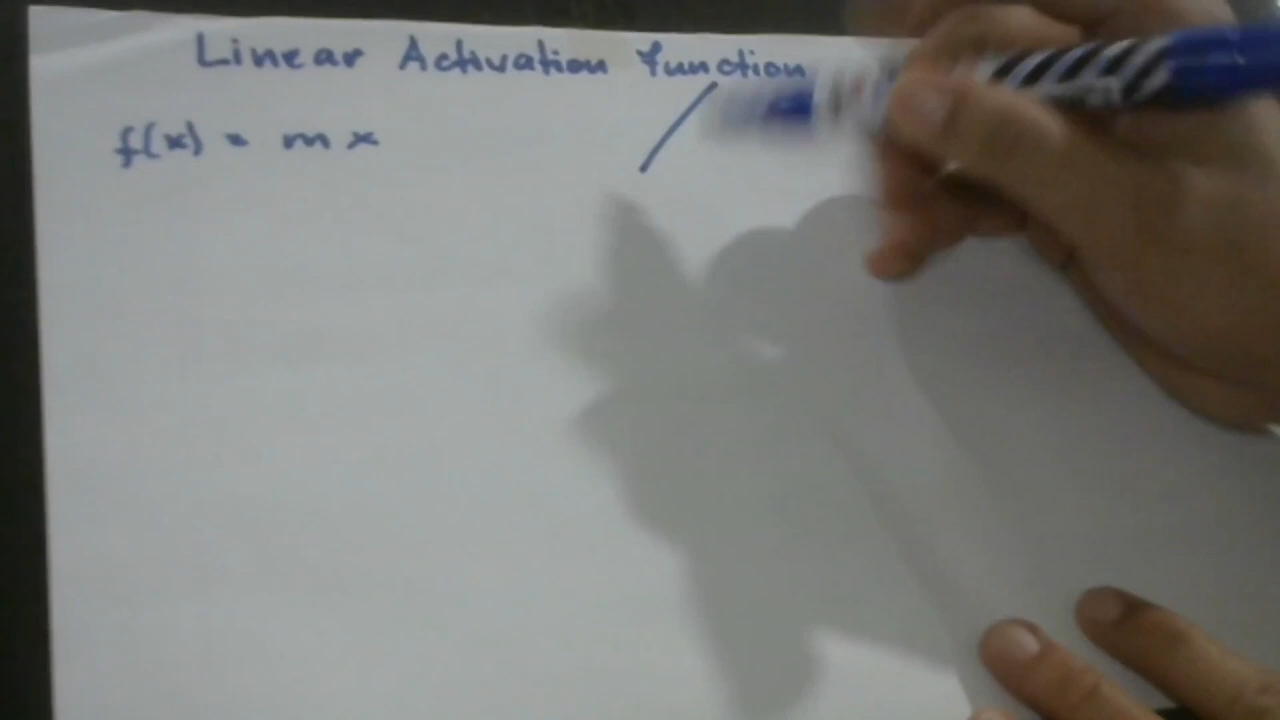 Linear Activation Function
f(x) = mx